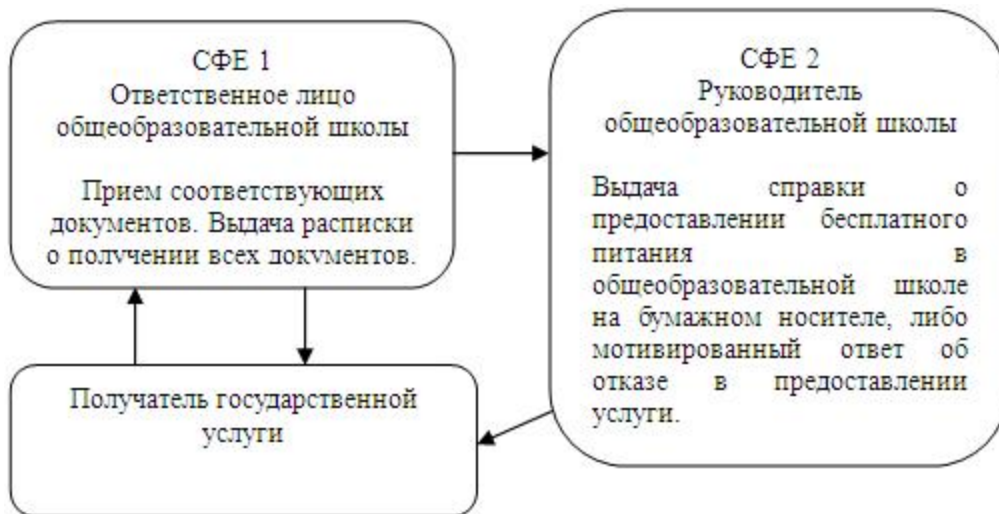 СФЕ 1
Ответственное лицо
общеобразовательной школы
Прием соответствующих
документов. Выдача расписки
о получении всех документов.
СФЕ 2
Руководитель
общеобразовательной школы
Выдача справки о
предоставлении бесплатного
питания в
общеобразовательной школе
на бумажном носителе, либо
мотивированный ответ об
отказе в предоставлении
услуги.
Получатель государственной
услуги